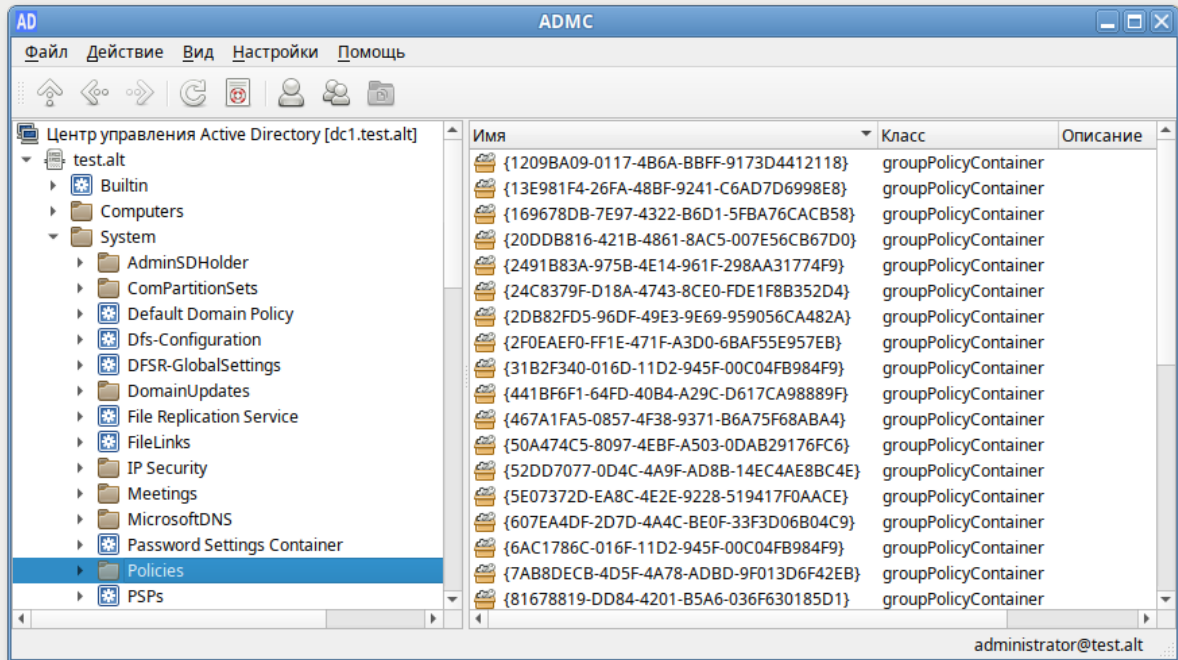 AD ADMC
Файл Действие Вид Настройки Помощь
Центр управления Active Directory [dc1.test.alt]
test.alt
Builtin
Computers
System
AdminSDHolder
ComPartitionSets
Default Domain Policy
Dfs-Configuration
DFSR-GlobalSettings
DomainUpdates
File Replication Service
FileLinks
IP Security
Meetings
MicrosoftDNS
Password Settings Container
Policies
PSPs
Имя Класс Описание
{1209BA09-0117-4B6A-BBFF-9173D4412118} groupPolicyContainer
{13E981F4-26FA-48BF-9241-C6AD7D6998E8} groupPolicyContainer
{169678DB-7E97-4322-B6D1-5FBA76CACB58} groupPolicyContainer
{20DDB816-421B-4861-8AC5-007E56CB67D0} groupPolicyContainer
{2491B83A-975B-4E14-961F-298AA31774F9} groupPolicyContainer
{24C8379F-D18A-4743-8CE0-FDE1F8B352D4} groupPolicyContainer
{2DB82FD5-96DF-49E3-9E69-959056CA482A} groupPolicyContainer
{2F0EAEF0-FF1E-471F-A3D0-6BAF55E957EB} groupPolicyContainer
{31B2F340-016D-11D2-945F-00C04FB984F9} groupPolicyContainer
{441BF6F1-64FD-40B4-A29C-D617CA98889F} groupPolicyContainer
{467A1FA5-0857-4F38-9371-B6A75F68ABA4} groupPolicyContainer
{50A474C5-8097-4EBF-A503-0DAB29176FC6} groupPolicyContainer
{52DD7077-0D4C-4A9F-AD8B-14EC4AE8BC4E} groupPolicyContainer
{5E07372D-EA8C-4E2E-9228-519417F0AACE} groupPolicyContainer
{607EA4DF-2D7D-4A4C-BE0F-33F3D06B04C9} groupPolicyContainer
{6AC1786C-016F-11D2-945F-00C04FB984F9} groupPolicyContainer
{7AB8DECB-4D5F-4A78-ADBD-9F013D6F42EB} groupPolicyContainer
{81678819-DD84-4201-B5A6-036F630185D1} groupPolicyContainer
administrator@test.alt